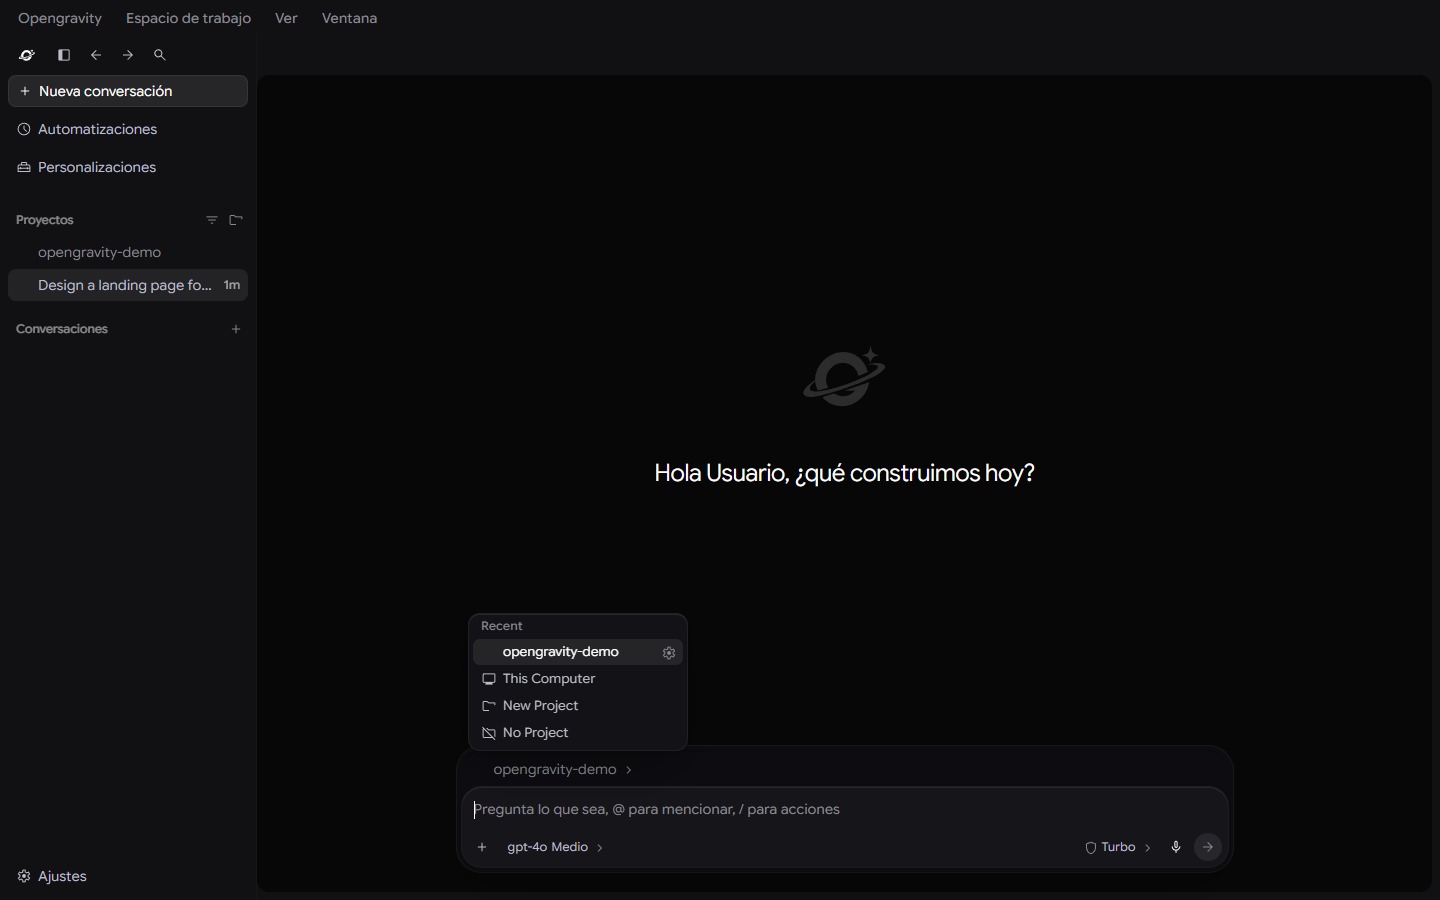 Opengravity Espacio de trabajo Ver Ventana
Nueva conversación
Automatizaciones
Personalizaciones
Proyectos
opengravity-demo
Design a landing page fo... 1m
Conversaciones
Ajustes
Hola Usuario, ¿qué construimos hoy?
Recent
opengravity-demo
This Computer
New Project
No Project
opengravity-demo
Pregunta lo que sea, @ para mencionar, / para acciones
gpt-4o Medio
Turbo